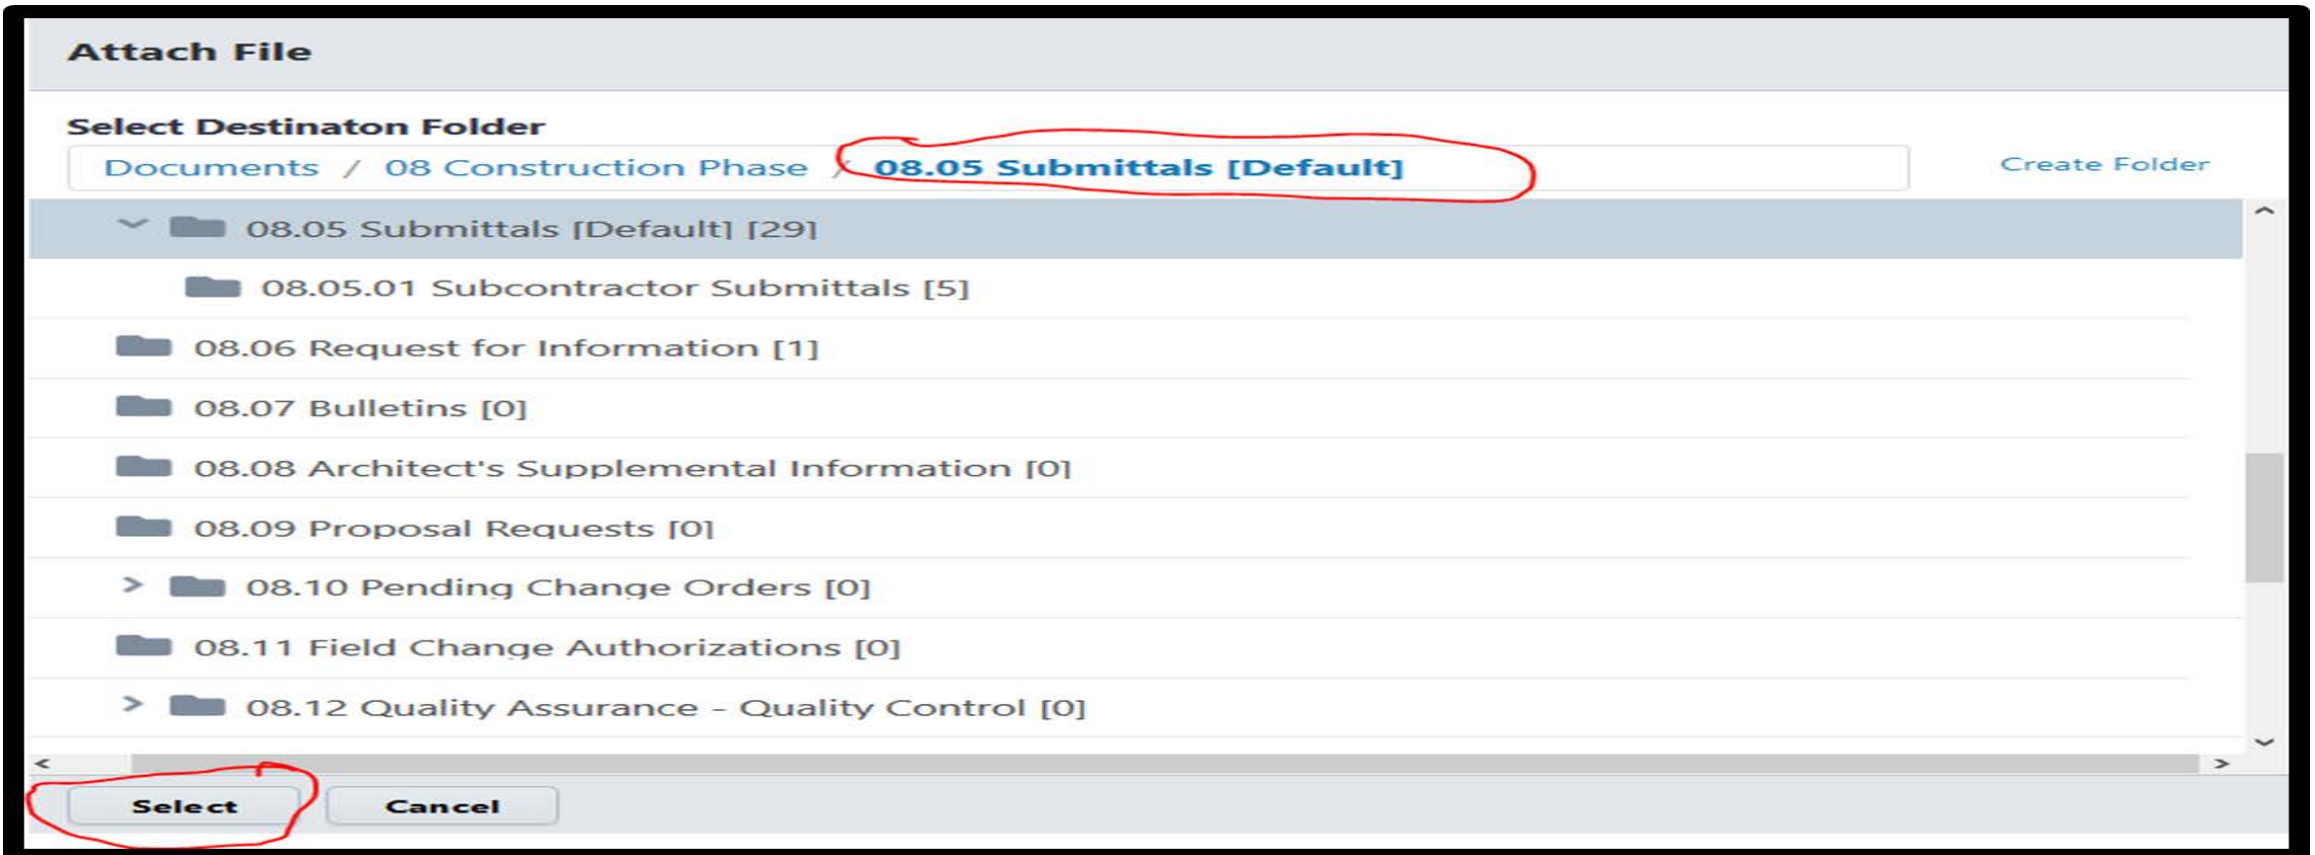 Attach File
Select Destinaton Folder
Documents / 08 Construction Phase / 08.05 Submittals [Default] Create Folder
08.05 Submittals [Default] [29]
08.05.01 Subcontractor Submittals [5]
08.06 Request for Information [1]
08.07 Bulletins [0]
08.08 Architect's Supplemental Information [0]
08.09 Proposal Requests [0]
08.10 Pending Change Orders [0]
08.11 Field Change Authorizations [0]
08.12 Quality Assurance - Quality Control [0]
Select Cancel